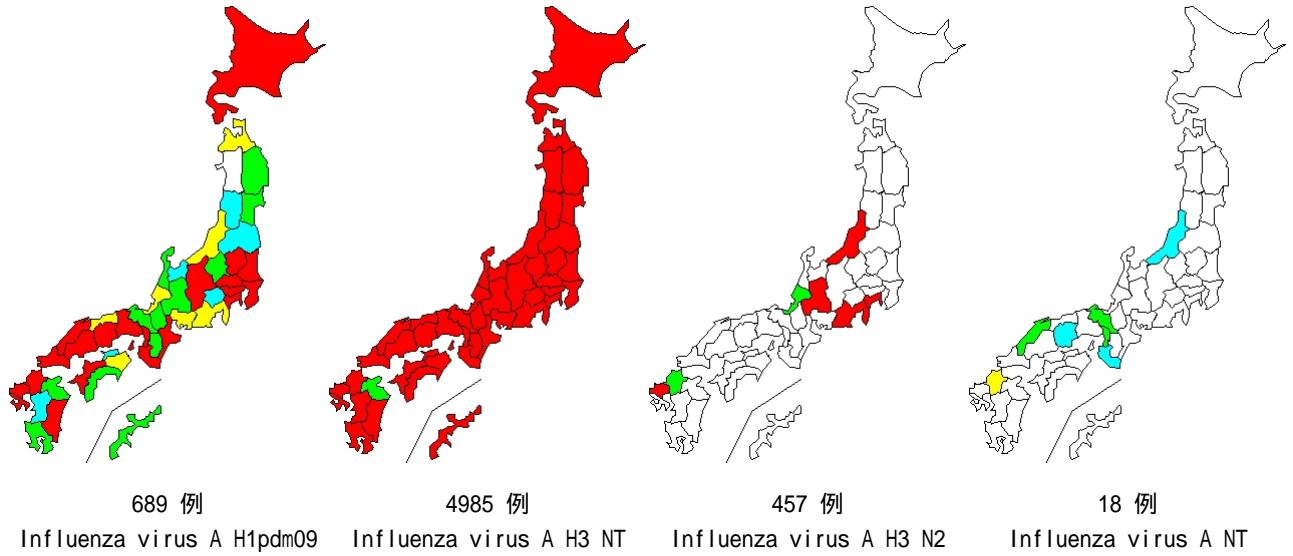 689 例 4985 例 457 例 18 例
Influenza virus A H1pdm09 Influenza virus A H3 NT Influenza virus A H3 N2 Influenza virus A NT